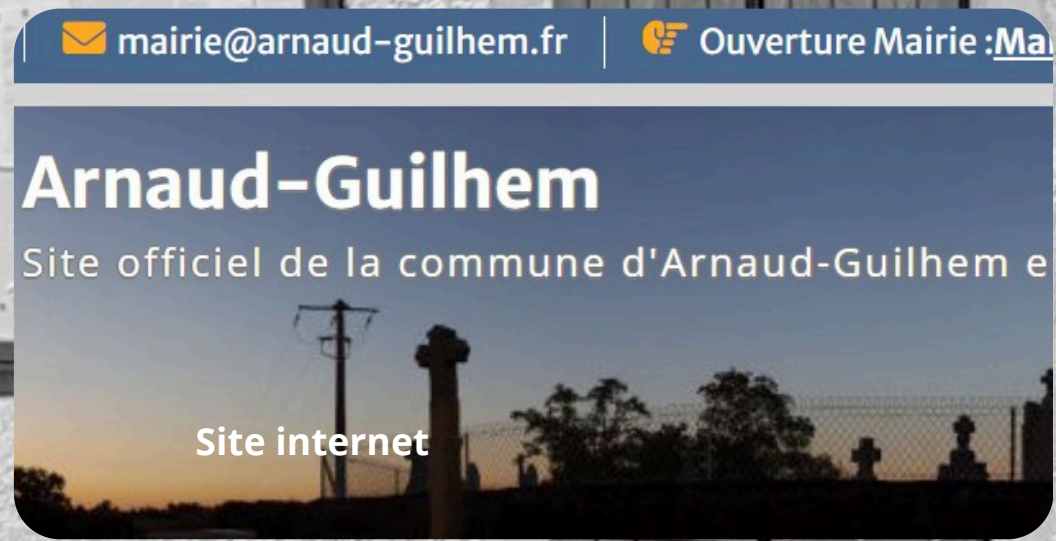 mairie@arnaud-guilhem.fr
Ouverture Mairie :
Arnaud-Guilhem
Site officiel de la commune d'Arnaud-Guilhem
Site internet